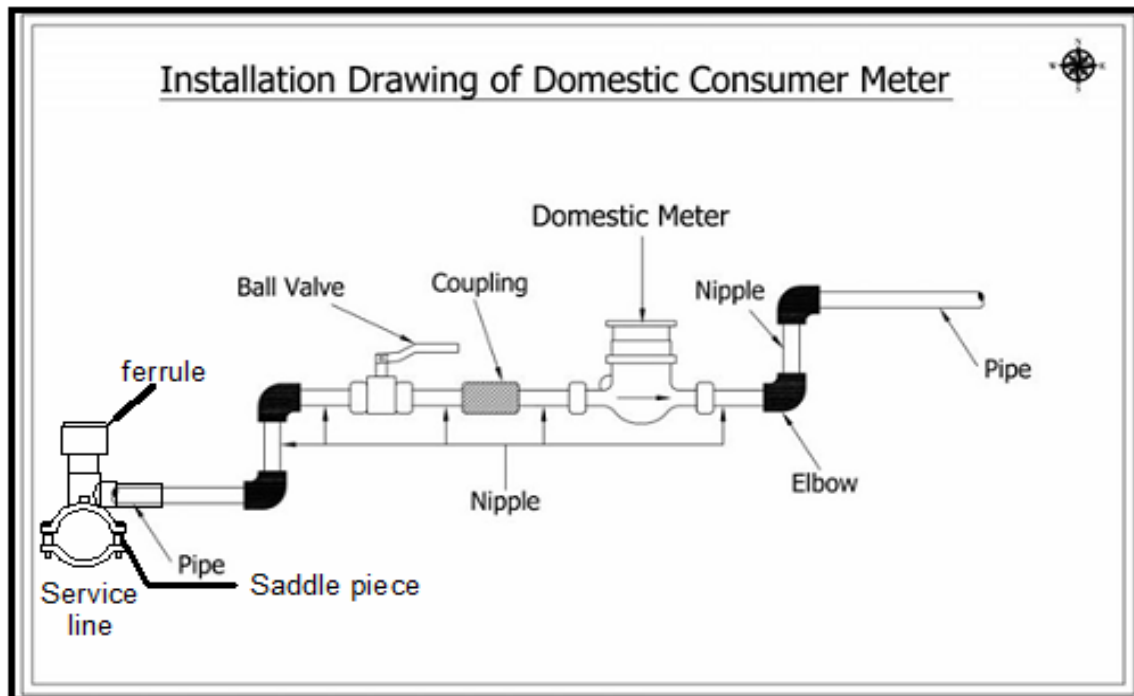 Installation Drawing of Domestic Consumer Meter
N
W
E
S
Domestic Meter
Ball Valve
Coupling
Nipple
ferrule
Pipe
Elbow
Nipple
Pipe
Saddle piece
Service
line